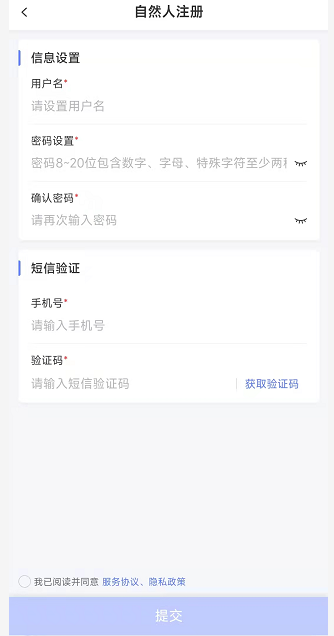 自然人注册
信息设置
用户名*
请设置用户名
密码设置*
密码8~20位包含数字、字母、特殊字符至少两种
确认密码*
请再次输入密码
短信验证
手机号*
请输入手机号
验证码*
请输入短信验证码 获取验证码
我已阅读并同意 服务协议、隐私政策
提交